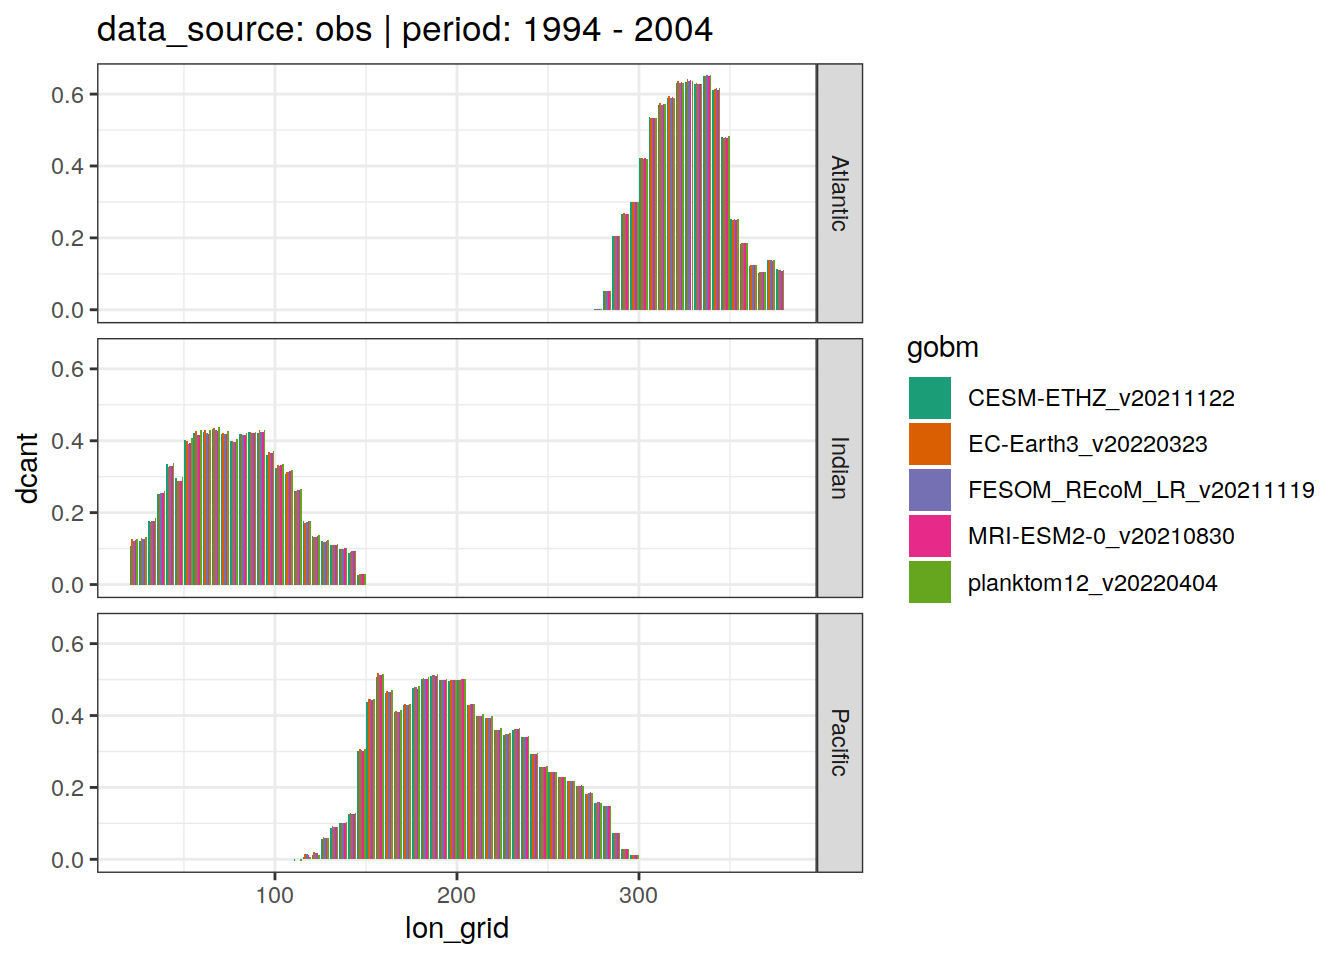 data_source: obs | period: 1994 - 2004
0.6
0.4
0.2
0.0
Atlantic
0.6
0.4
0.2
0.0
Indian
0.6
0.4
0.2
0.0
Pacific
dcant
100 200 300
lon_grid
gobm
CESM-ETHZ_v20211122
EC-Earth3_v20220323
FESOM_REcoM_LR_v20211119
MRI-ESM2-0_v20210830
planktom12_v20220404